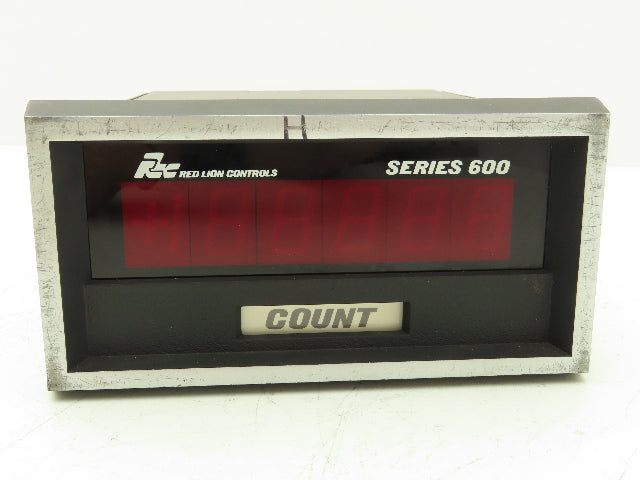 H
RLC RED LION CONTROLS SERIES 600
COUNT